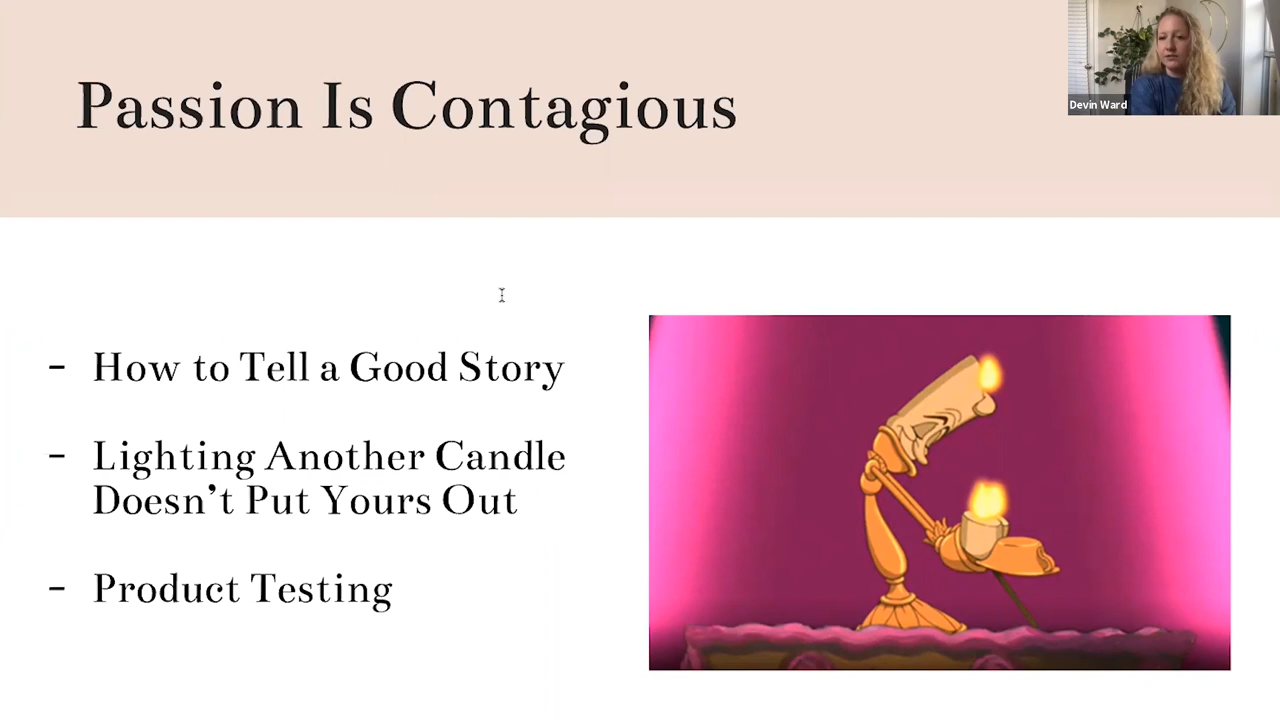 Passion Is Contagious
Devin Ward
- How to Tell a Good Story
- Lighting Another Candle
Doesn’t Put Yours Out
- Product Testing